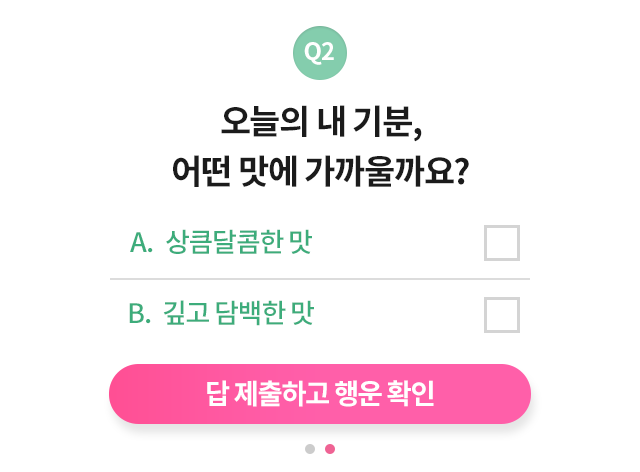 Q2
오늘의 내 기분,
어떤 맛에 가까울까요?
A. 상큼달콤한 맛
B. 깊고 담백한 맛
답 제출하고 행운 확인